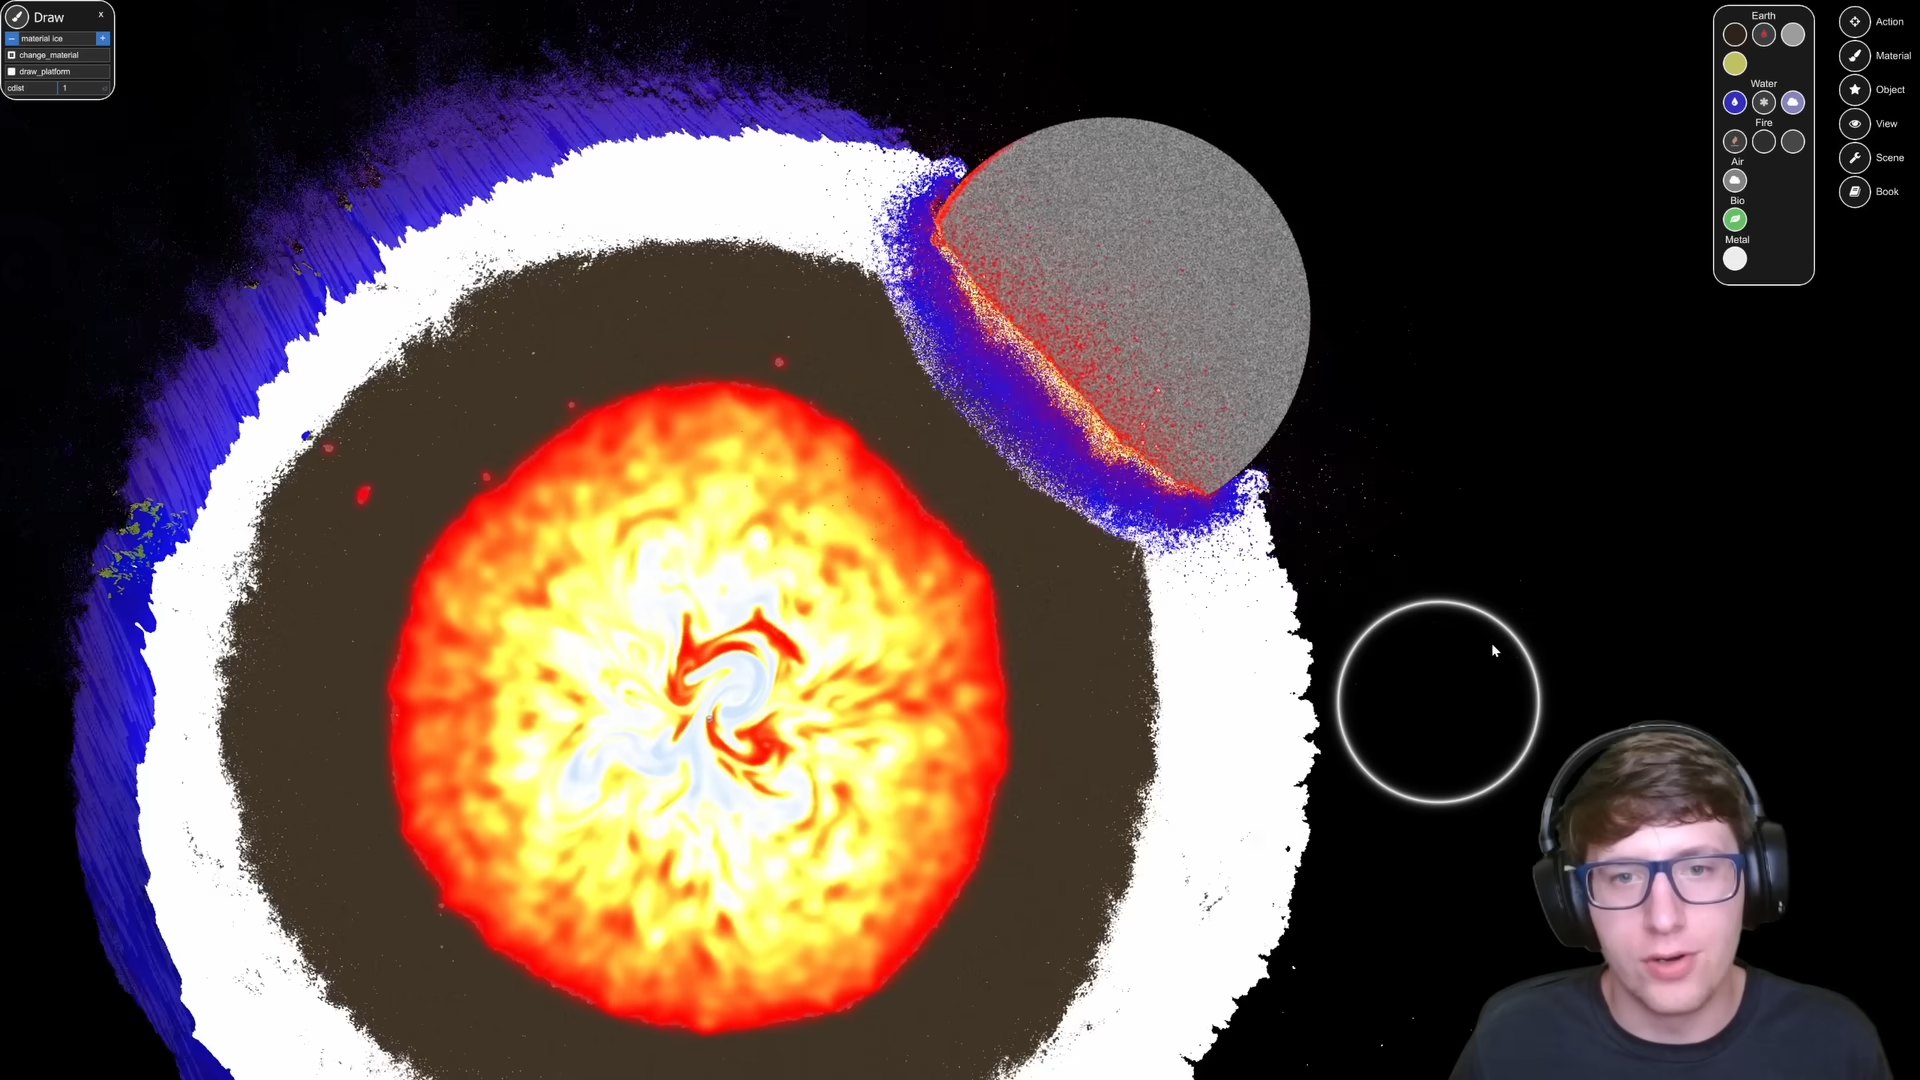 Draw
x
material ice
change_material
draw_platform
cdist 1
Earth
Water
Fire
Air
Bio
Metal
Action
Material
Object
View
Scene
Book